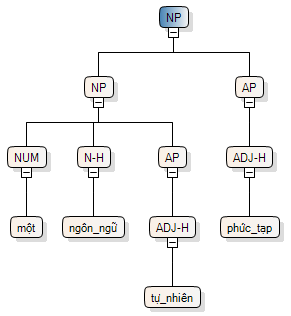 NP
NP AP
NUM N-H AP ADJ-H
một ngôn_ngữ ADJ-H phức_tạp
tự_nhiên